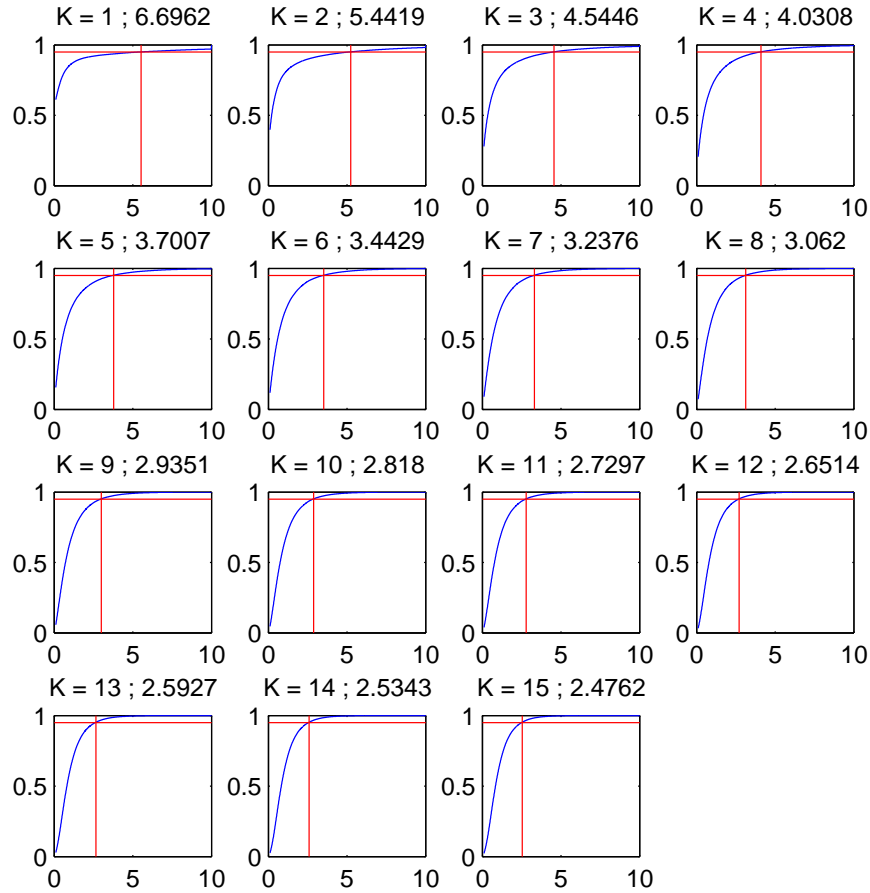 K = 1 ; 6.6962
K = 2 ; 5.4419
K = 3 ; 4.5446
K = 4 ; 4.0308
1
0.5
0
0 5 10
1
0.5
0
0 5 10
1
0.5
0
0 5 10
1
0.5
0
0 5 10
K = 5 ; 3.7007
K = 6 ; 3.4429
K = 7 ; 3.2376
K = 8 ; 3.062
1
0.5
0
0 5 10
1
0.5
0
0 5 10
1
0.5
0
0 5 10
1
0.5
0
0 5 10
K = 9 ; 2.9351
K = 10 ; 2.818
K = 11 ; 2.7297
K = 12 ; 2.6514
1
0.5
0
0 5 10
1
0.5
0
0 5 10
1
0.5
0
0 5 10
1
0.5
0
0 5 10
K = 13 ; 2.5927
K = 14 ; 2.5343
K = 15 ; 2.4762
1
0.5
0
0 5 10
1
0.5
0
0 5 10
1
0.5
0
0 5 10